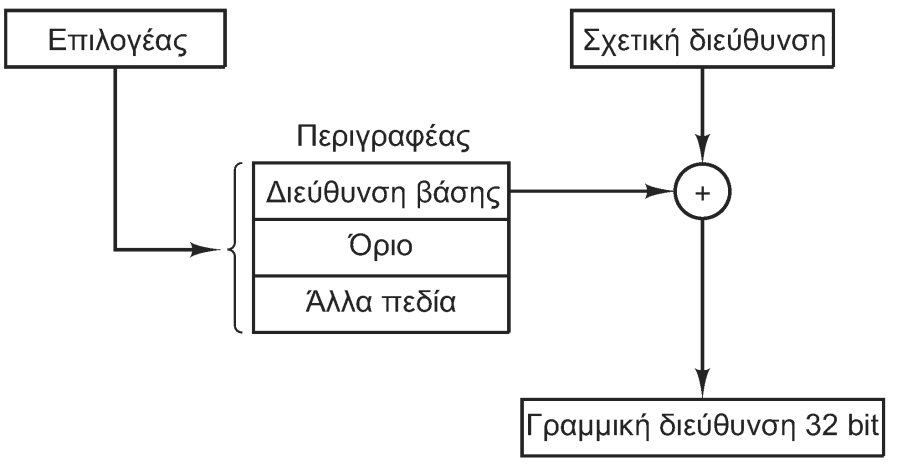 Επιλογέας
Σχετική διεύθυνση
Περιγραφέας
Διεύθυνση βάσης
+
Όριο
Άλλα πεδία
Γραμμική διεύθυνση 32 bit